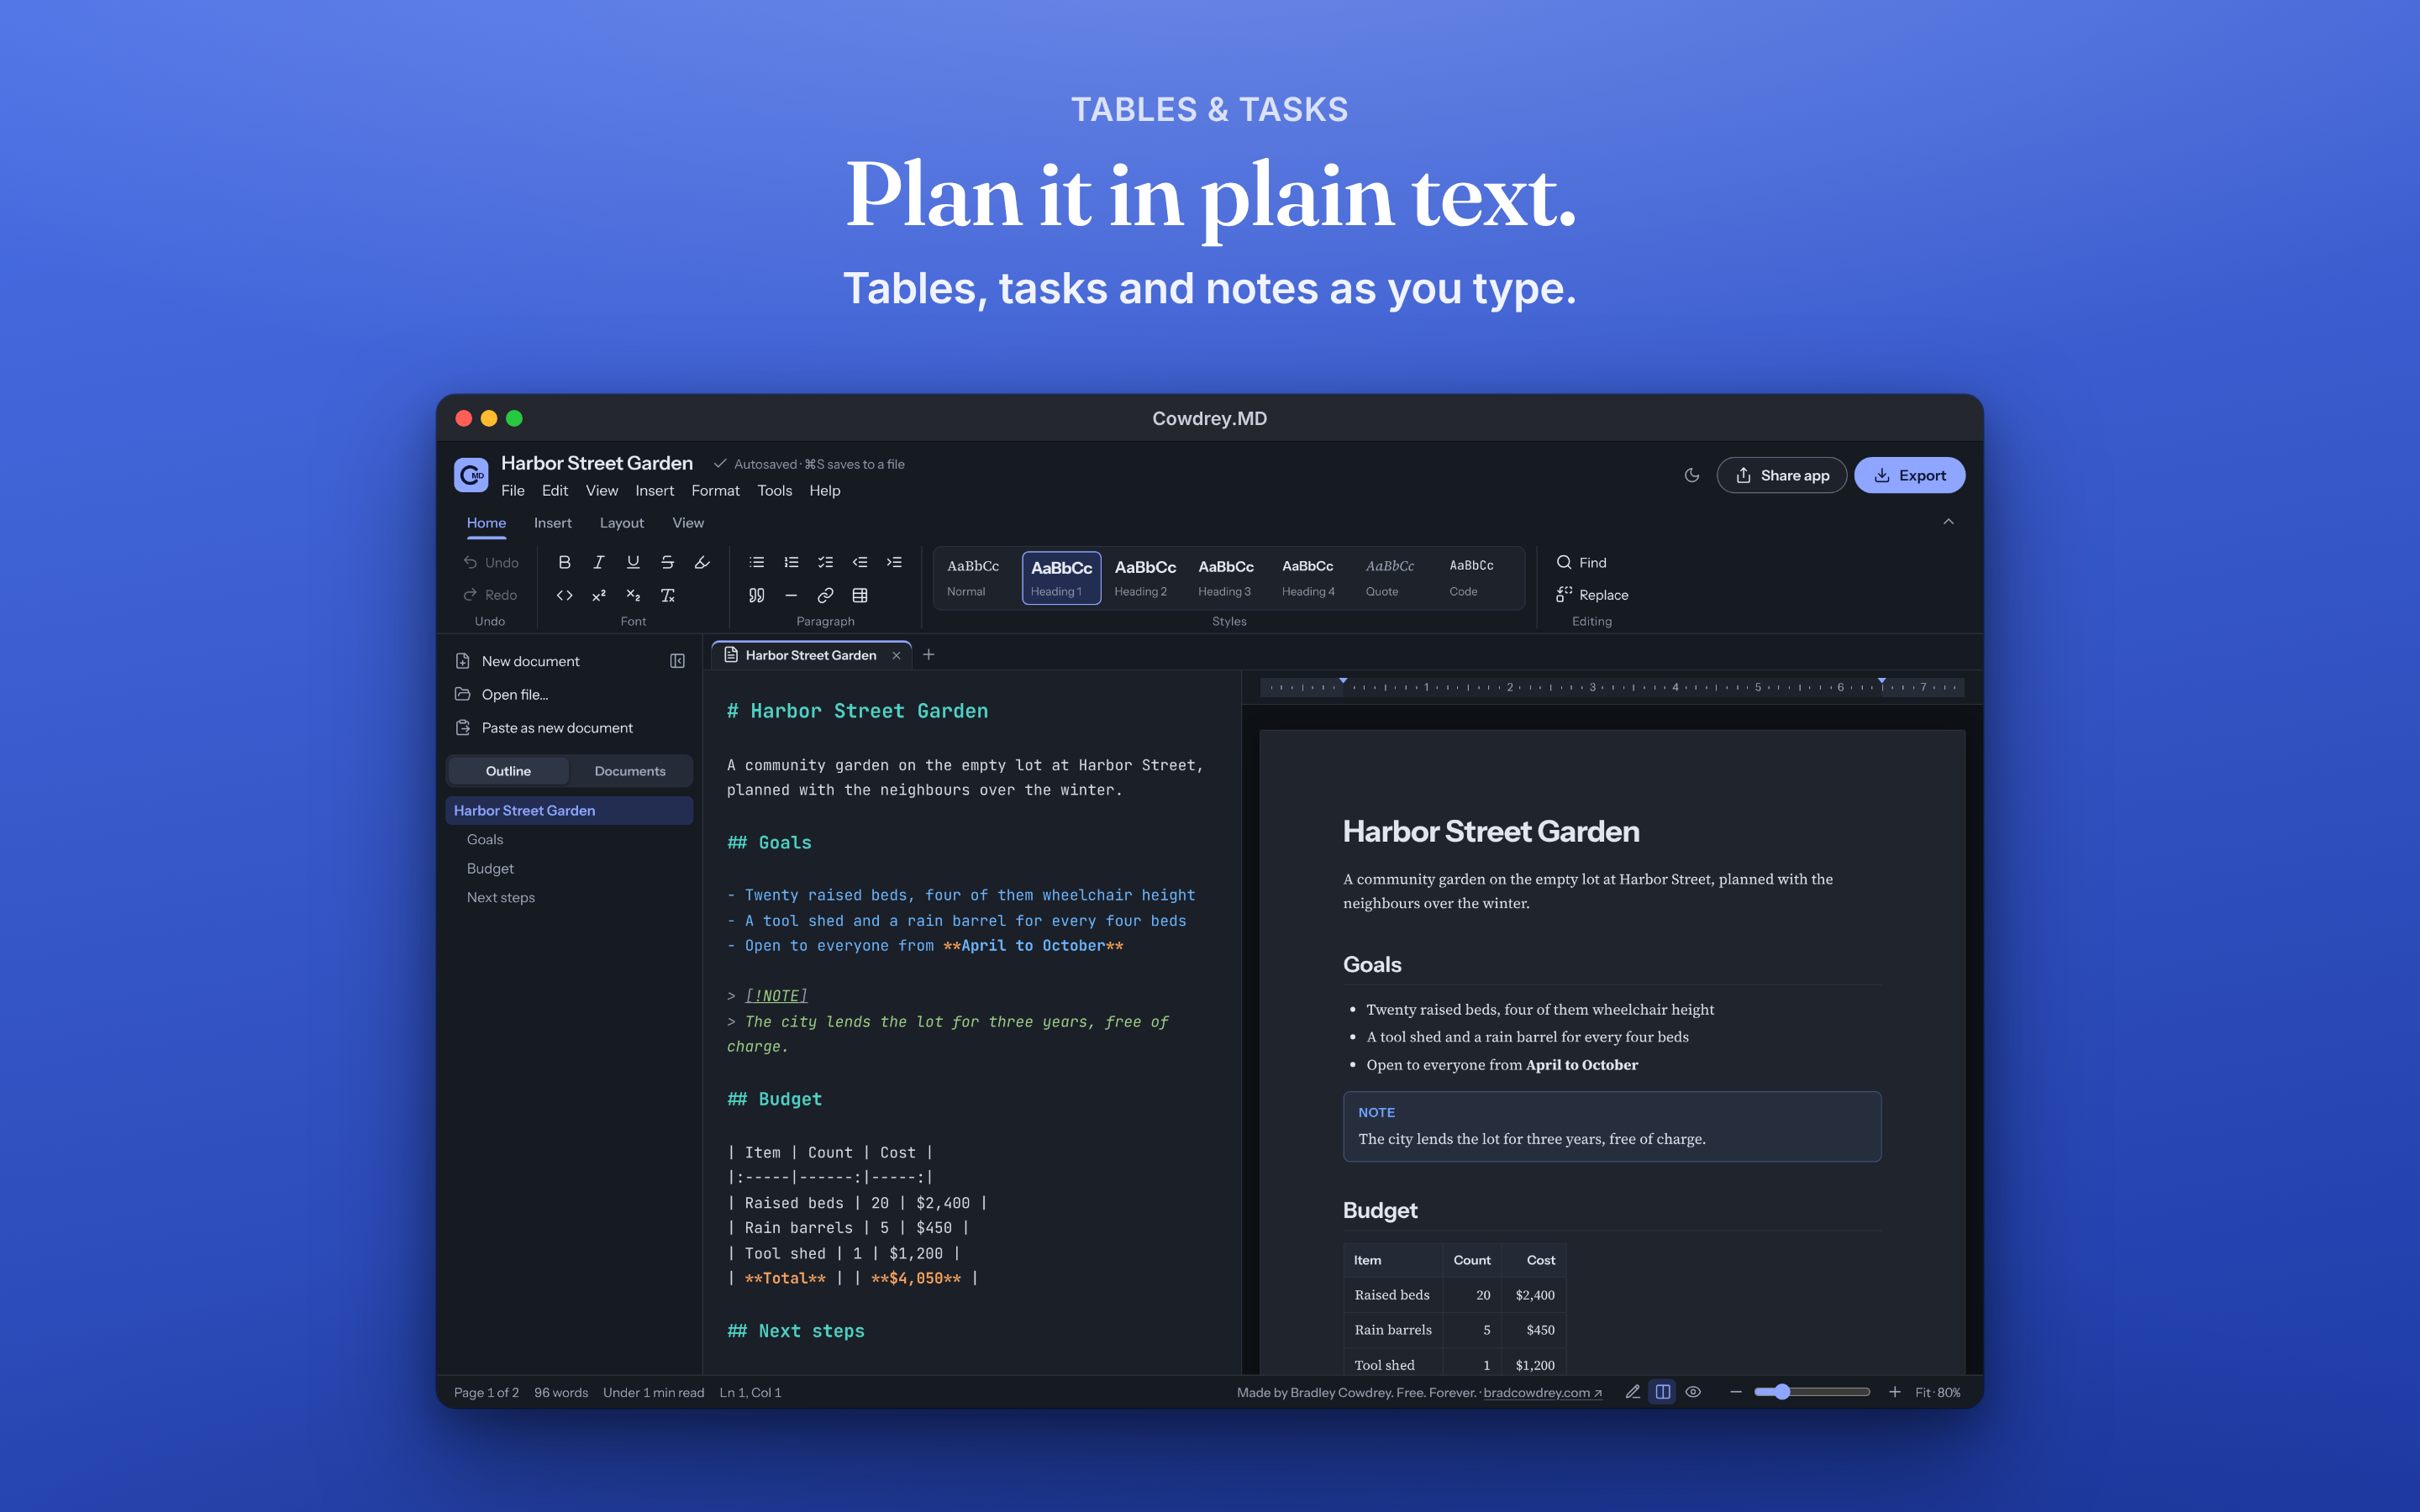 TABLES & TASKS
Plan it in plain text.
Tables, tasks and notes as you type.
Cowdrey.MD
Harbor Street Garden
Autosaved · ⌘S saves to a file
File Edit View Insert Format Tools Help
Share app
Export
Home Insert Layout View
Undo
Redo
Undo
Font
Paragraph
AaBbCc AaBbCc AaBbCc AaBbCc AaBbCc AaBbCc AaBbCc
Normal Heading 1 Heading 2 Heading 3 Heading 4 Quote Code
Styles
Find
Replace
Editing
New document
Open file...
Paste as new document
Outline Documents
Harbor Street Garden
Goals
Budget
Next steps
Harbor Street Garden
# Harbor Street Garden
A community garden on the empty lot at Harbor Street,
planned with the neighbours over the winter.
## Goals
- Twenty raised beds, four of them wheelchair height
- A tool shed and a rain barrel for every four beds
- Open to everyone from **April to October**
> [!NOTE]
> The city lends the lot for three years, free of
charge.
## Budget
| Item | Count | Cost |
|:-----|------:|-----:|
| Raised beds | 20 | $2,400 |
| Rain barrels | 5 | $450 |
| Tool shed | 1 | $1,200 |
| **Total** | | **$4,050** |
## Next steps
1 2 3 4 5 6 7
Harbor Street Garden
A community garden on the empty lot at Harbor Street, planned with the
neighbours over the winter.
Goals
• Twenty raised beds, four of them wheelchair height
• A tool shed and a rain barrel for every four beds
• Open to everyone from April to October
NOTE
The city lends the lot for three years, free of charge.
Budget
Item Count Cost
Raised beds 20 $2,400
Rain barrels 5 $450
Tool shed 1 $1,200
Page 1 of 2 96 words Under 1 min read Ln 1, Col 1
Made by Bradley Cowdrey. Free. Forever. · bradcowdrey.com ↗
Fit · 80%